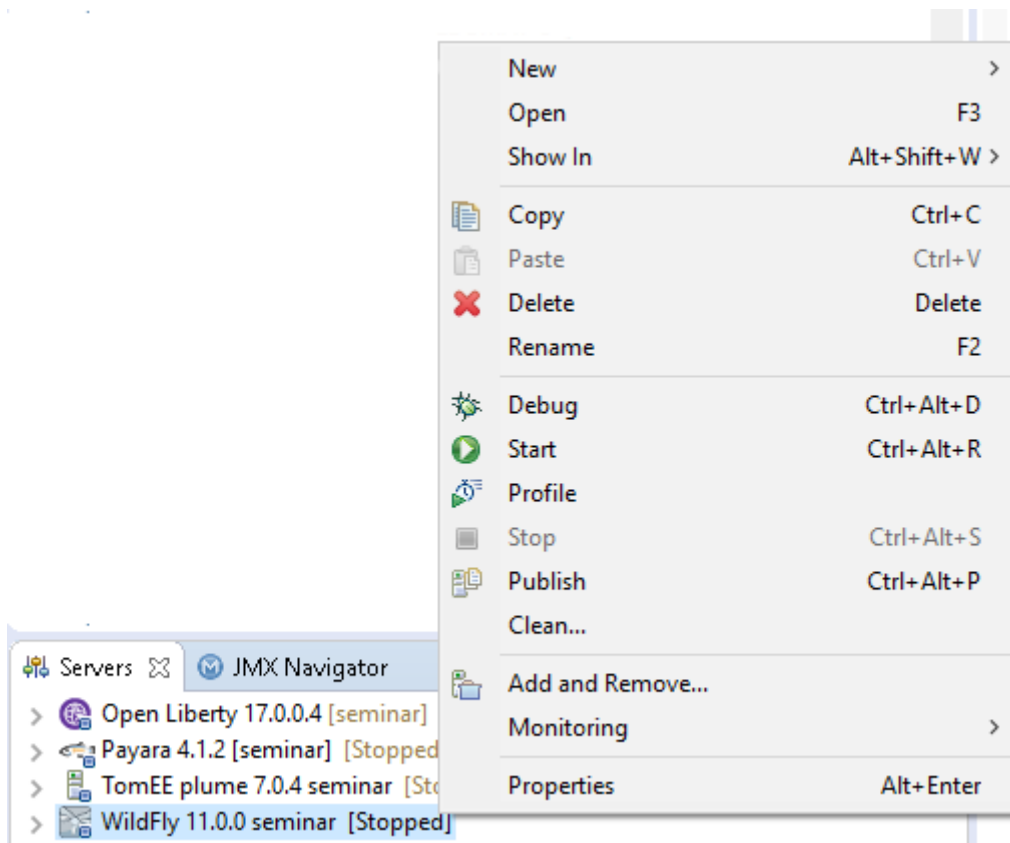 New >
Open F3
Show In Alt+Shift+W >
Copy Ctrl+C
Paste Ctrl+V
Delete Delete
Rename F2
Debug Ctrl+Alt+D
Start Ctrl+Alt+R
Profile
Stop Ctrl+Alt+S
Publish Ctrl+Alt+P
Clean...
Add and Remove...
Monitoring >
Properties Alt+Enter
Servers JMX Navigator
Open Liberty 17.0.0.4 [seminar]
Payara 4.1.2 [seminar] [Stopped
TomEE plume 7.0.4 seminar [Sto
WildFly 11.0.0 seminar [Stopped]